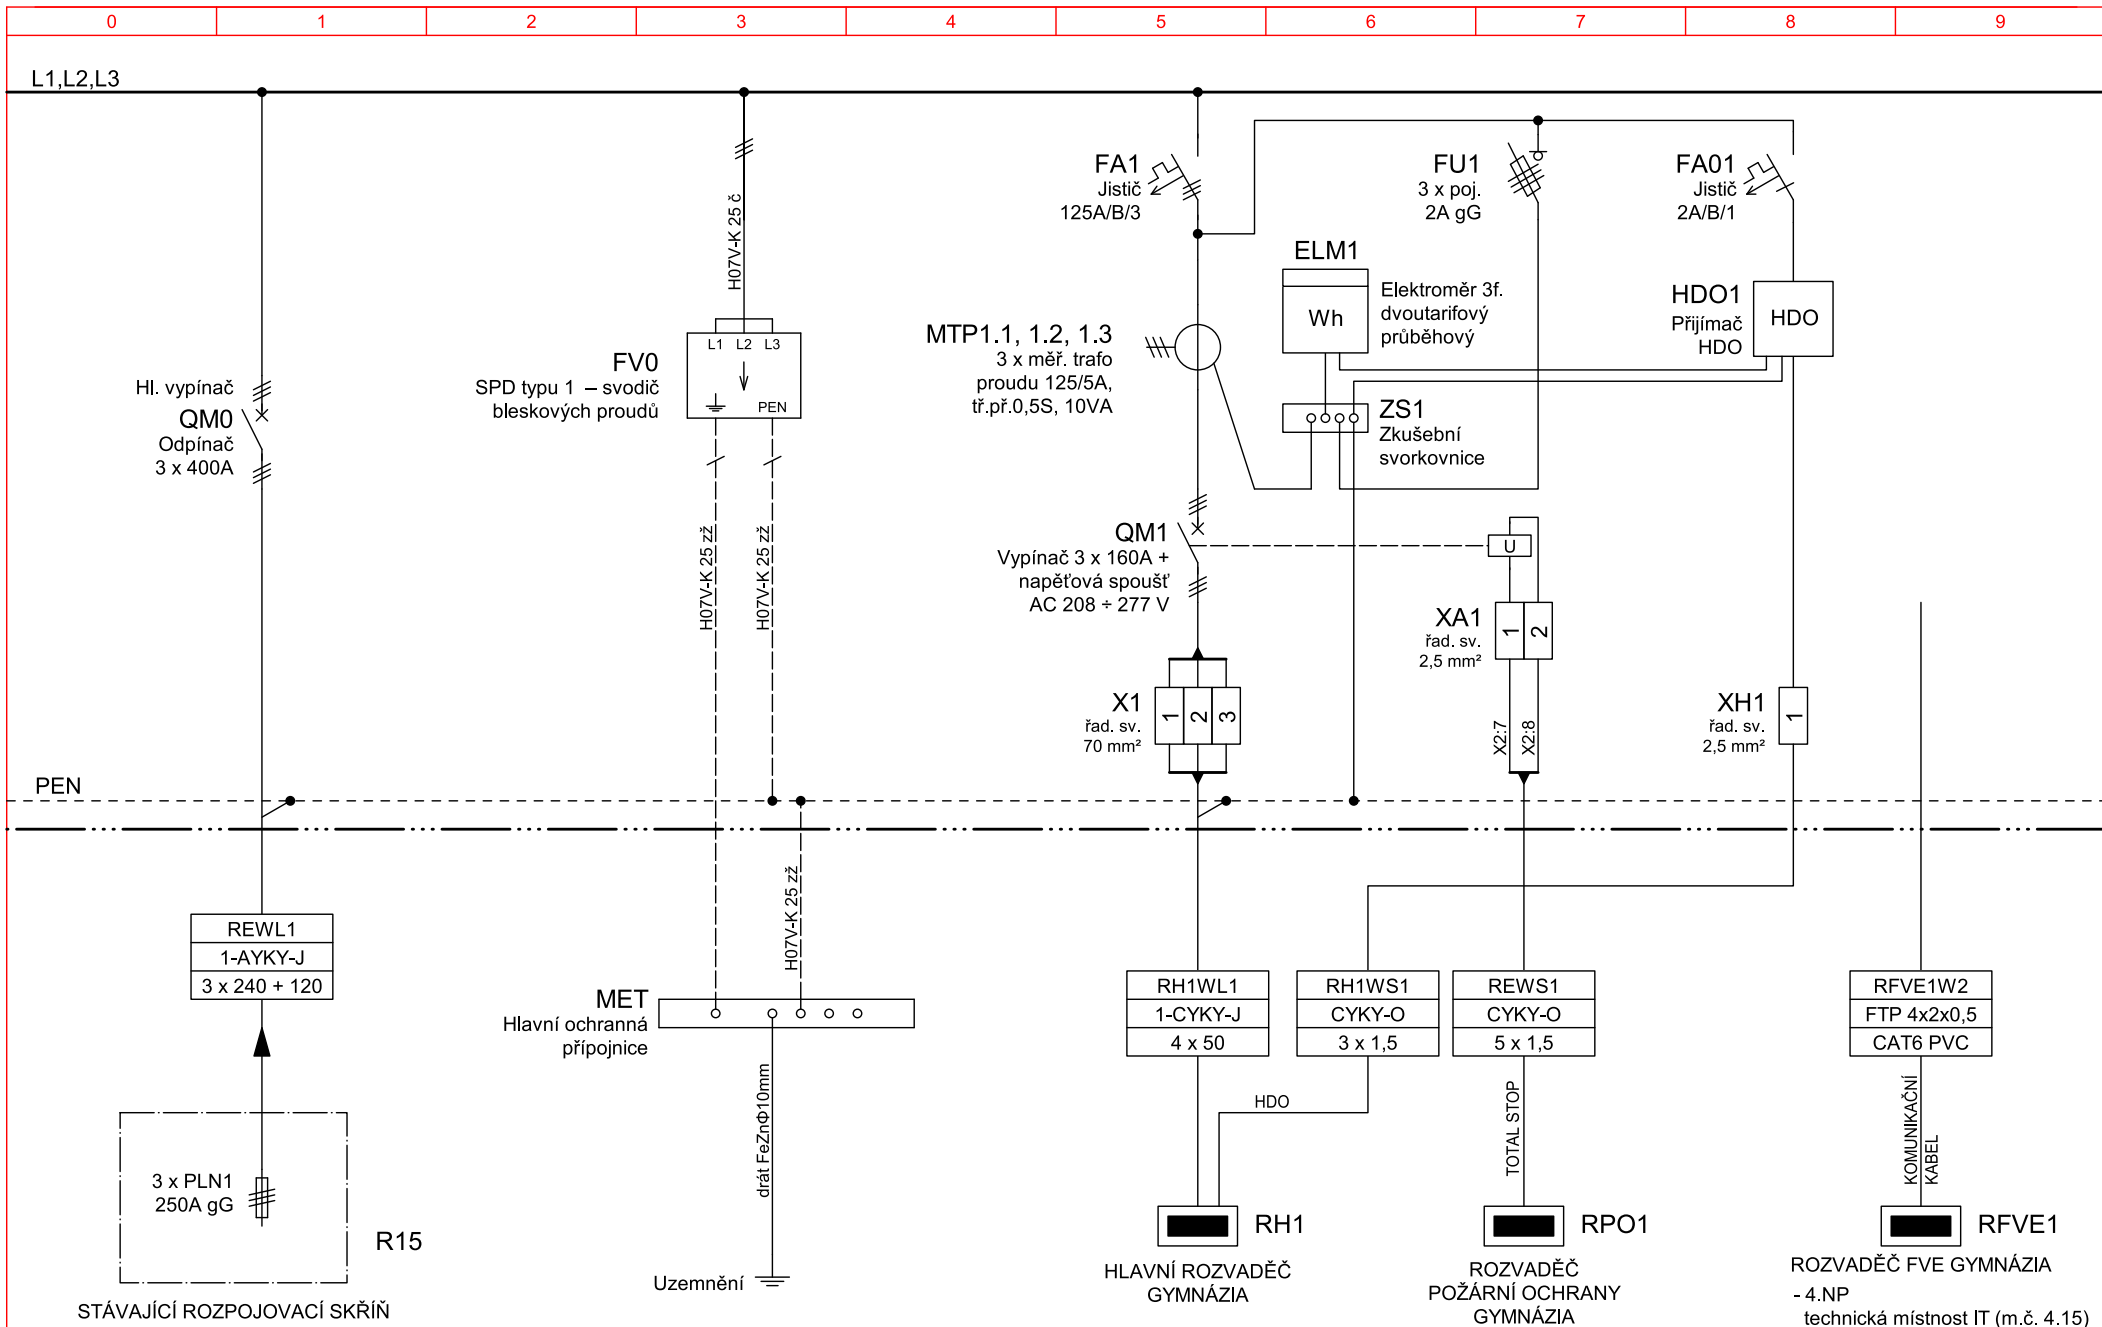 0 1 2 3 4 5 6 7 8 9
L1,L2,L3
Hl. vypínač
QM0
Odpínač
3 x 400A
H07V-K 25 č
FV0
SPD typu 1 – svodič
bleskových proudů
L1 L2 L3
PEN
H07V-K 25 zž
H07V-K 25 zž
FA1
Jistič
125A/B/3
MTP1.1, 1.2, 1.3
3 x měř. trafo
proudu 125/5A,
tř.př.0,5S, 10VA
ELM1
Wh
Elektroměr 3f.
dvoutarifový
průběhový
FU1
3 x poj.
2A gG
FA01
Jistič
2A/B/1
HDO1
Přijímač
HDO
HDO
ZS1
Zkušební
svorkovnice
QM1
Vypínač 3 x 160A +
napěťová spoušť
AC 208 ÷ 277 V
U
XA1
řad. sv.
2,5 mm²
1 2
X2:7
X2:8
X1
řad. sv.
70 mm²
1 2 3
XH1
řad. sv.
2,5 mm²
1
PEN
REWL1
1-AYKY-J
3 x 240 + 120
3 x PLN1
250A gG
R15
STÁVAJÍCÍ ROZPOJOVACÍ SKŘÍŇ
H07V-K 25 zž
MET
Hlavní ochranná
přípojnice
drát FeZnΦ10mm
Uzemnění
RH1WL1
1-CYKY-J
4 x 50
RH1WS1
CYKY-O
3 x 1,5
HDO
RH1
HLAVNÍ ROZVADĚČ
GYMNÁZIA
REWS1
CYKY-O
5 x 1,5
TOTAL STOP
RPO1
ROZVADĚČ
POŽÁRNÍ OCHRANY
GYMNÁZIA
RFVE1W2
FTP 4x2x0,5
CAT6 PVC
KOMUNIKAČNÍ
KABEL
RFVE1
ROZVADĚČ FVE GYMNÁZIA
- 4.NP
technická místnost IT (m.č. 4.15)